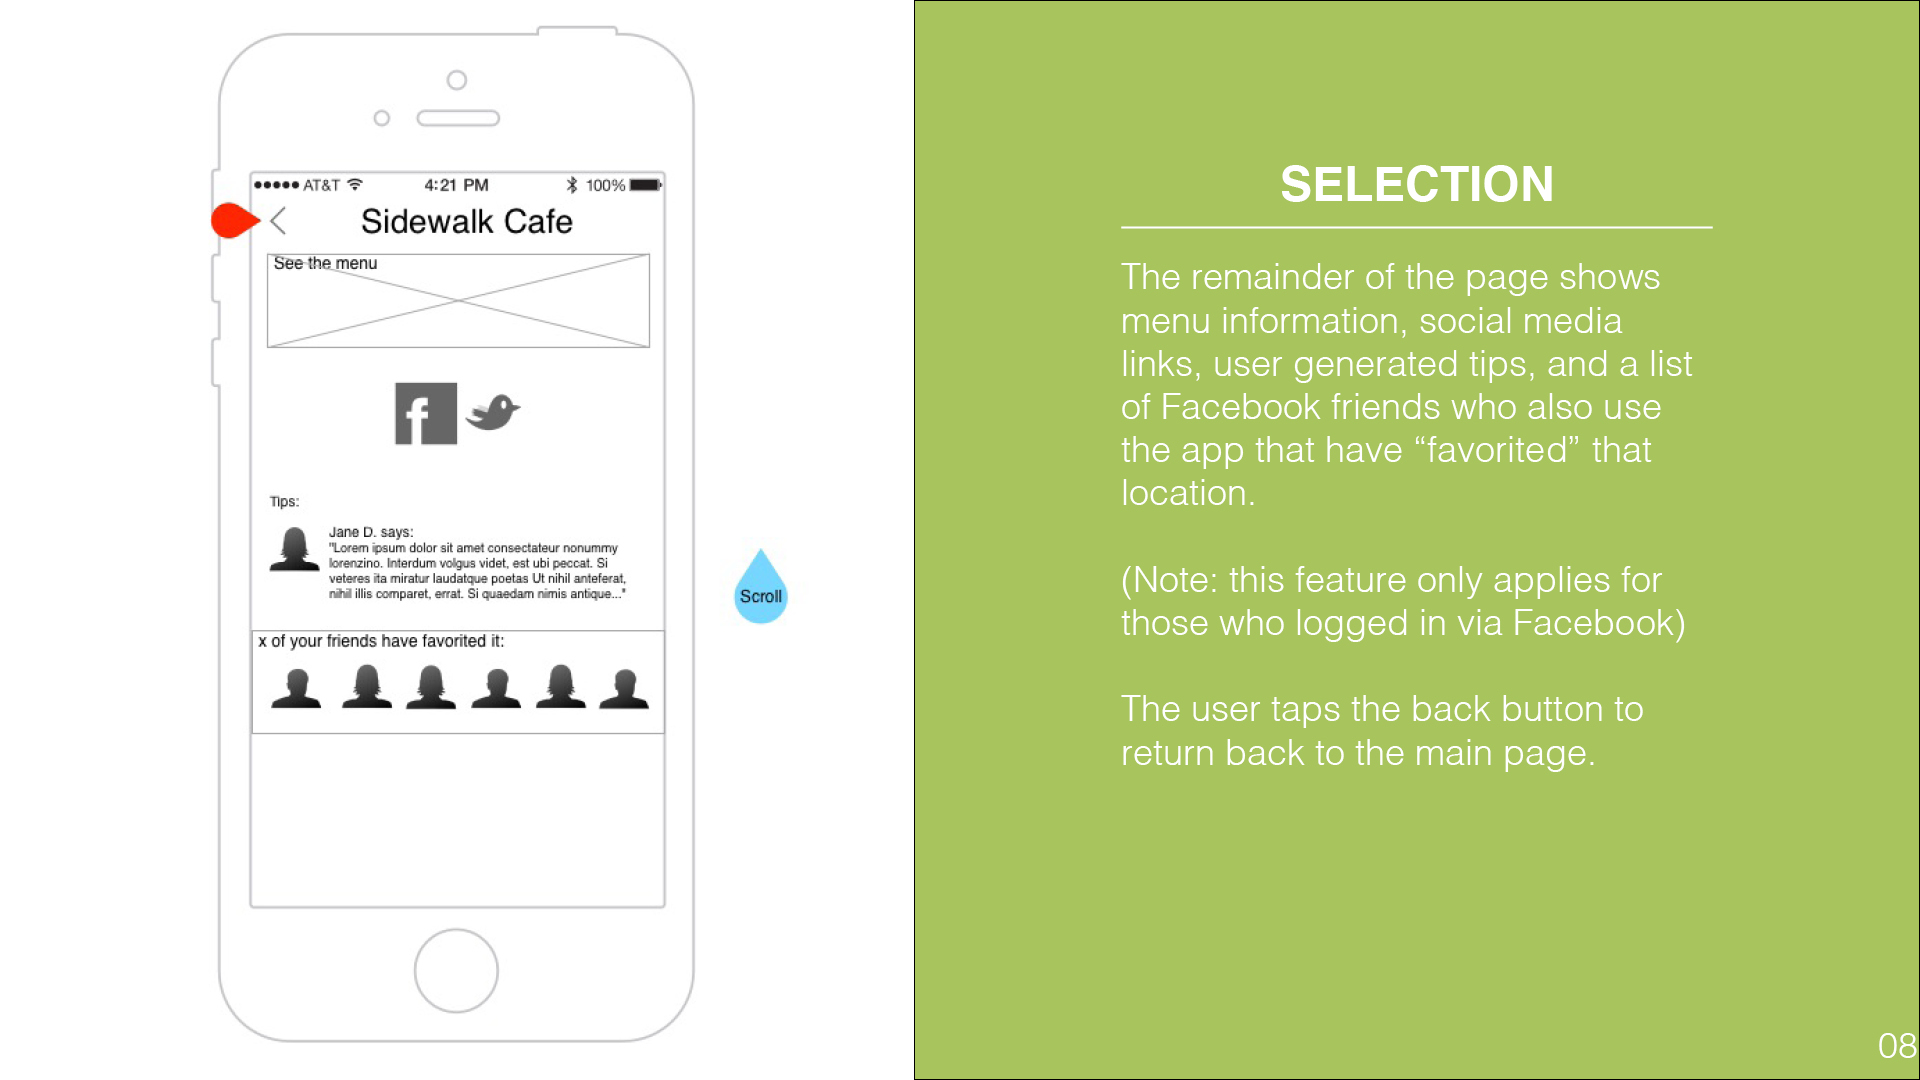 AT&T 4:21 PM 100%
Sidewalk Cafe
See the menu
Tips:
Jane D. says:
"Lorem ipsum dolor sit amet consectateur nonummy
lorenzino. Interdum volgus videt, est ubi peccat. Si
veteres ita miratur laudatque poetas Ut nihil anteferat,
nihil illis comparet, errat. Si quaedam nimis antique..."
x of your friends have favorited it:
Scroll
SELECTION
The remainder of the page shows
menu information, social media
links, user generated tips, and a list
of Facebook friends who also use
the app that have “favorited” that
location.
(Note: this feature only applies for
those who logged in via Facebook)
The user taps the back button to
return back to the main page.
08